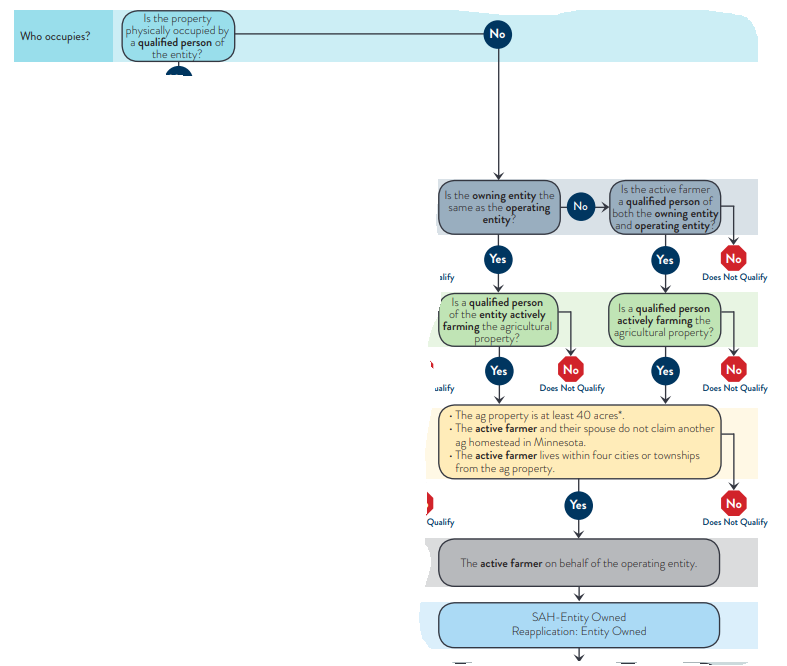 Who occupies?
Is the property
physically occupied by
a qualified person of
the entity?
No
Is the owning entity the
same as the operating
entity?
No
Is the active farmer
a qualified person of
both the owning entity
and operating entity?
Yes
Yes
No
alify
Does Not Qualify
Is a qualified person
of the entity actively
farming the agricultural
property?
Is a qualified person
actively farming the
agricultural property?
Yes
No
Yes
No
ualify
Does Not Qualify
Does Not Qualify
• The ag property is at least 40 acres*.
• The active farmer and their spouse do not claim another
ag homestead in Minnesota.
• The active farmer lives within four cities or townships
from the ag property.
Yes
No
Qualify
Does Not Qualify
The active farmer on behalf of the operating entity.
SAH-Entity Owned
Reapplication: Entity Owned